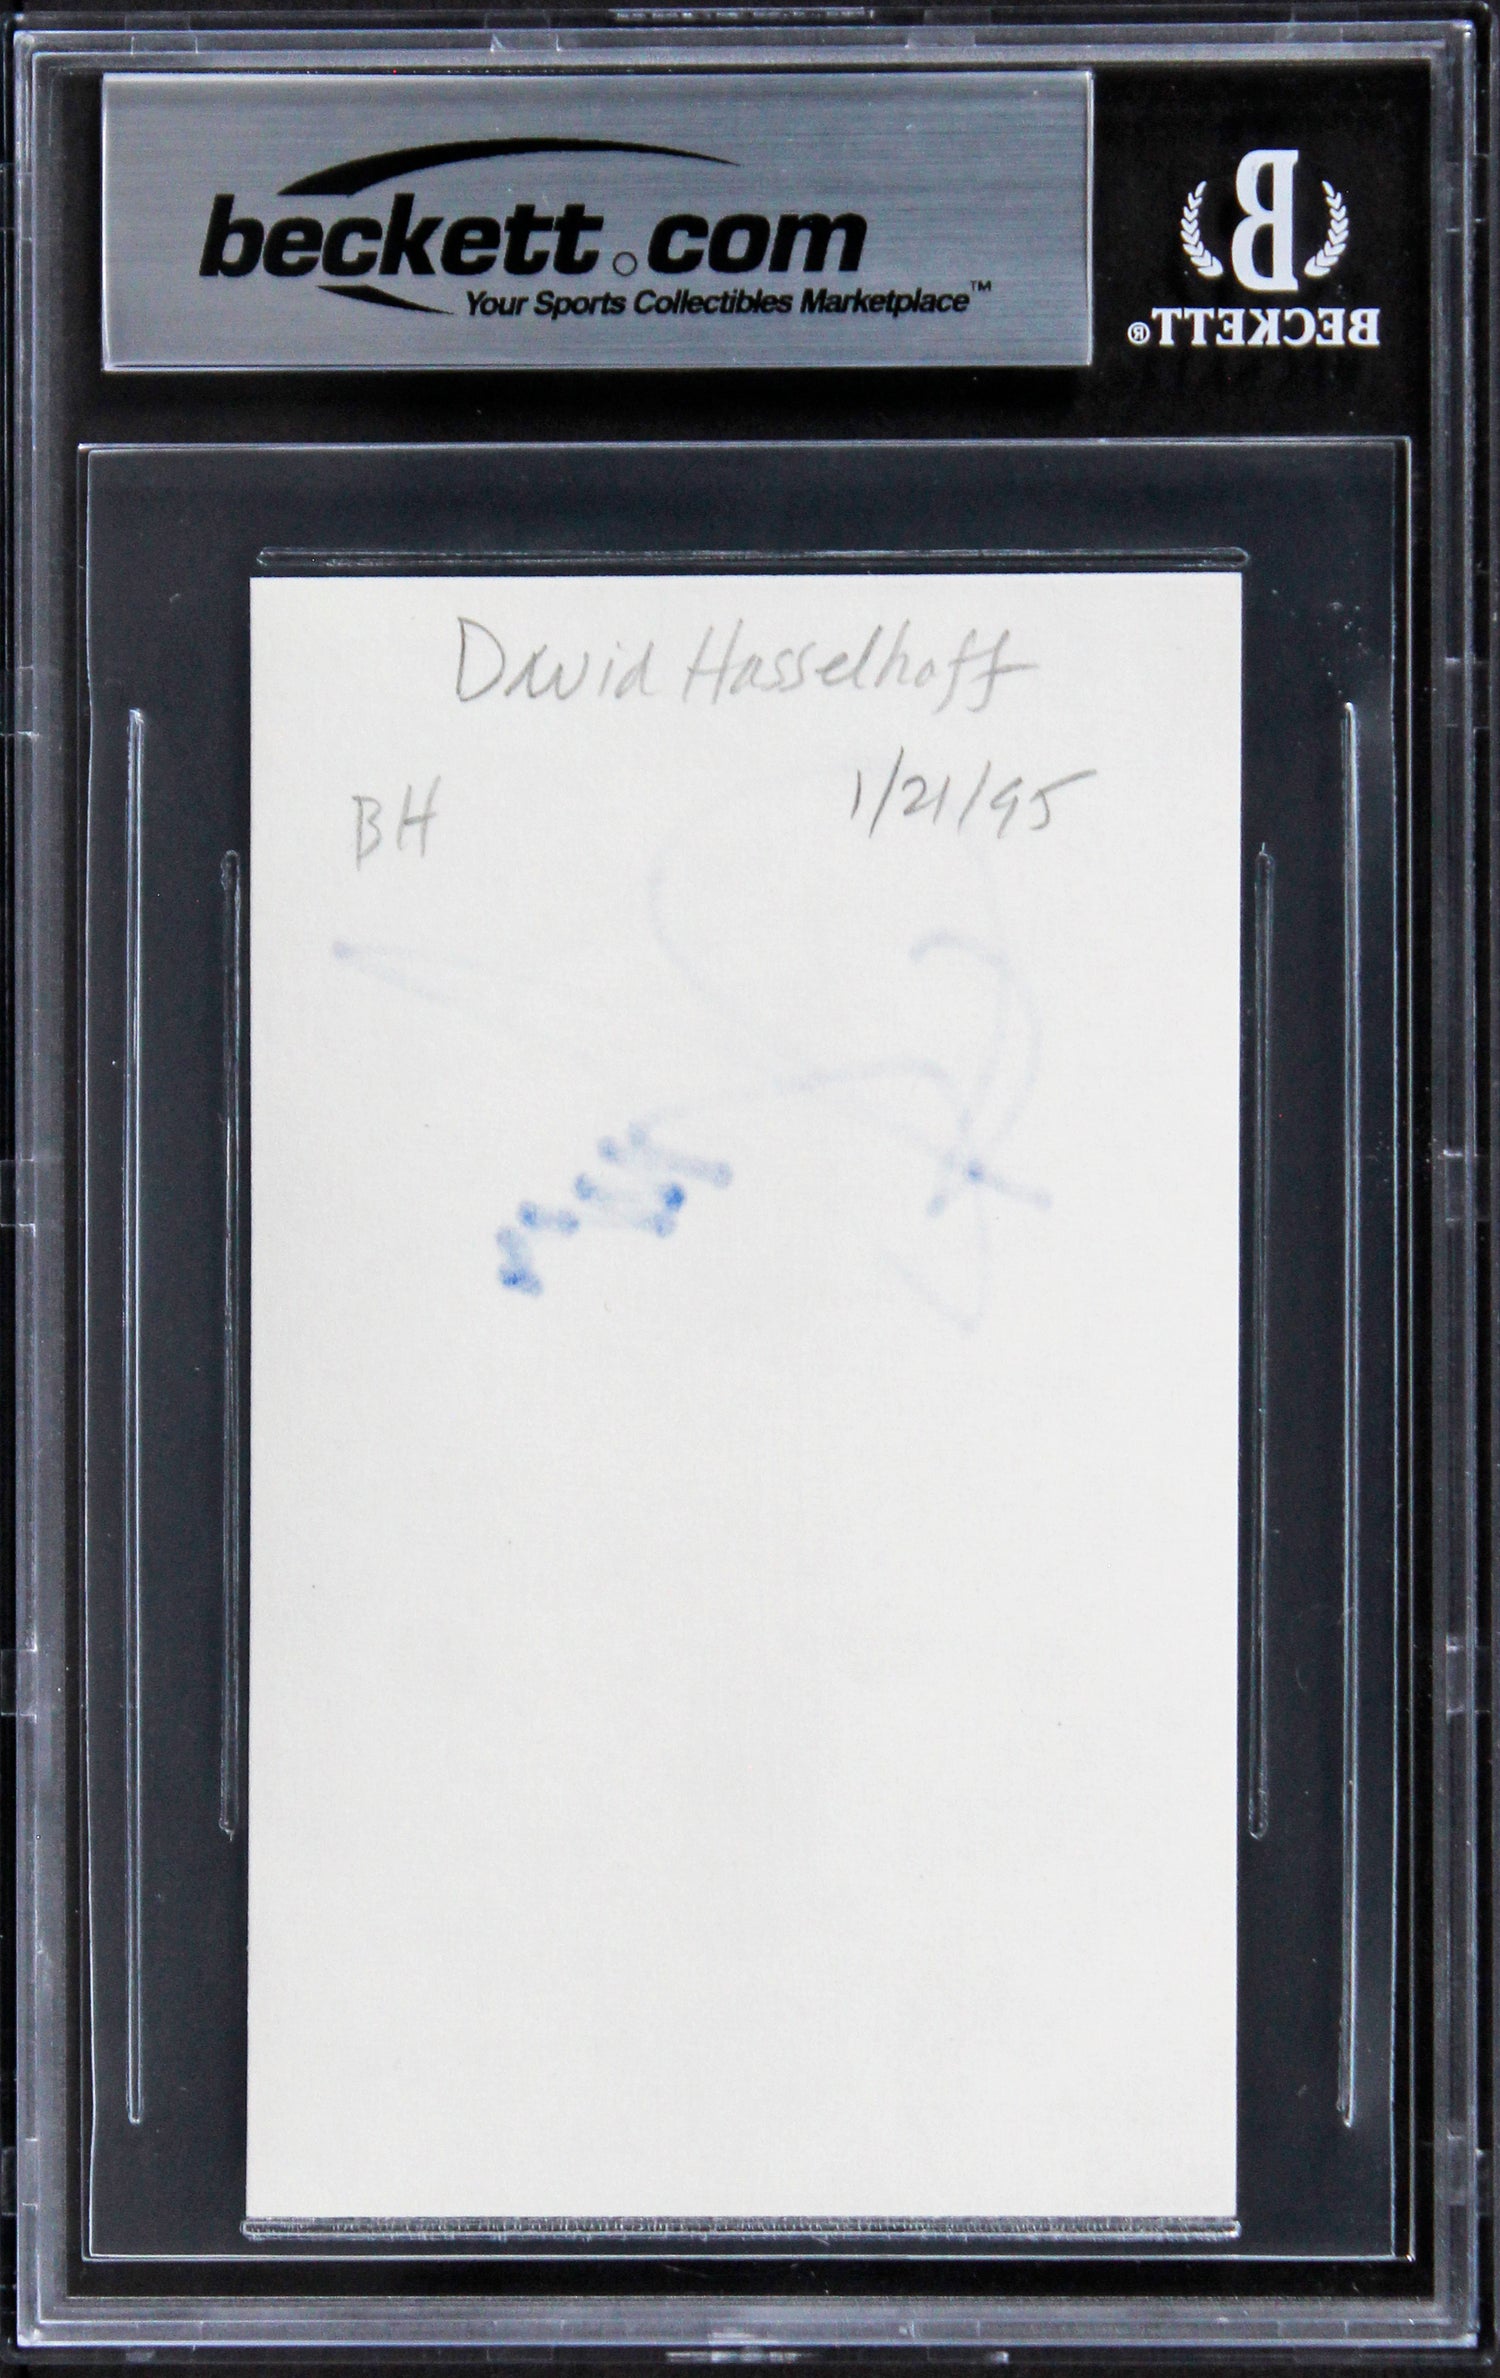 beckett.com
Your Sports Collectibles Marketplace™
B
BECKETT®
David Hasselhoff
BH 1/21/95